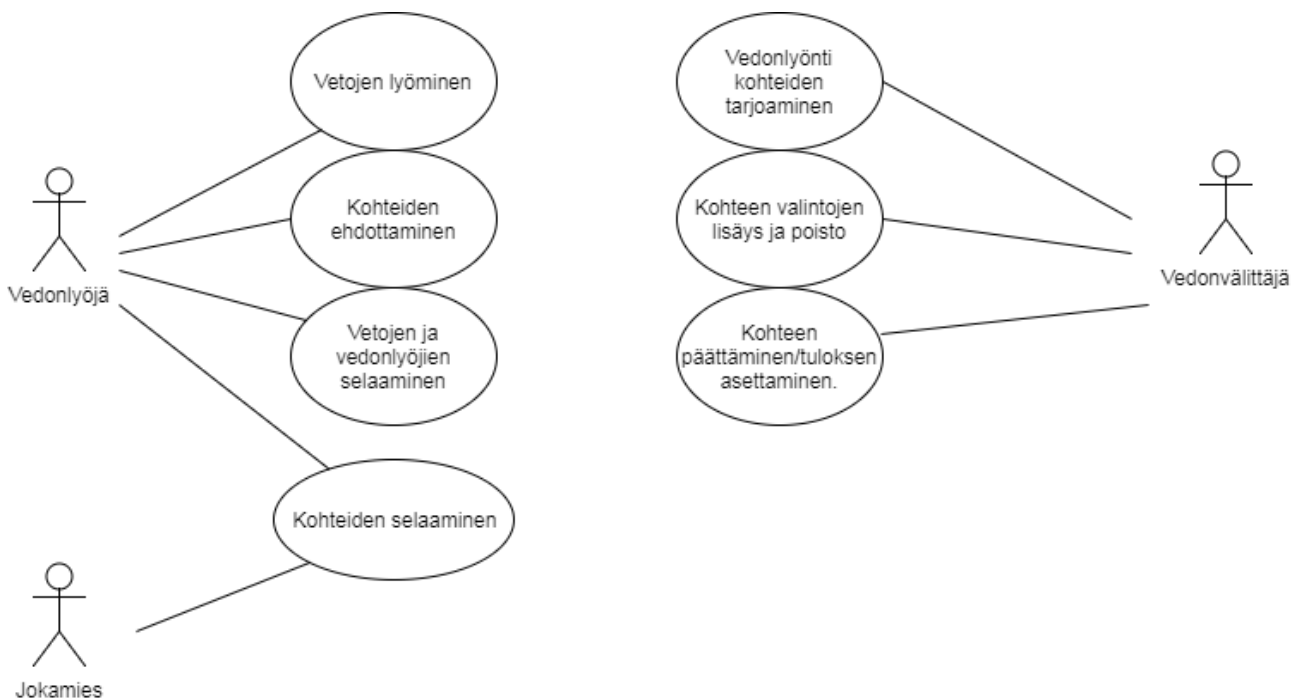 Vetojen lyöminen
Vedonlyönti
kohteiden
tarjoaminen
Kohteiden
ehdottaminen
Kohteen valintojen
lisäys ja poisto
Vedonlyöjä
Vedonvälittäjä
Vetojen ja
vedonlyöjien
selaaminen
Kohteen
päättäminen/tuloksen
asettaminen.
Kohteiden selaaminen
Jokamies